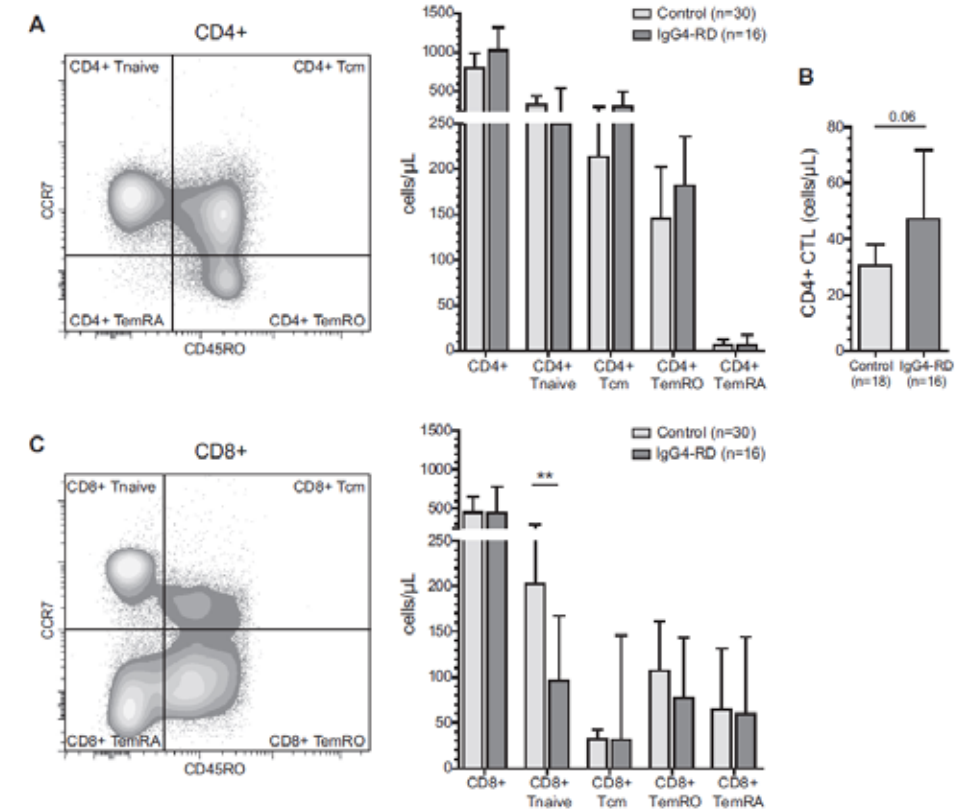 A
CD4+
CD4+ Tnaive
CD4+ Tcm
CCR7
CD4+ TemRA
CD4+ TemRO
CD45RO
Control (n=30)
IgG4-RD (n=16)
cells/μL
1500
1000
500
250
200
150
100
50
0
CD4+
CD4+
Tnaive
CD4+
Tcm
CD4+
TemRO
CD4+
TemRA
B
0.06
CD4+ CTL (cells/μL)
80
60
40
20
0
Control
(n=18)
IgG4-RD
(n=16)
C
CD8+
CD8+ Tnaive
CD8+ Tcm
CCR7
CD8+ TemRA
CD8+ TemRO
CD45RO
Control (n=30)
IgG4-RD (n=16)
**
cells/μL
1500
1000
500
250
200
150
100
50
0
CD8+
CD8+
Tnaive
CD8+
Tcm
CD8+
TemRO
CD8+
TemRA